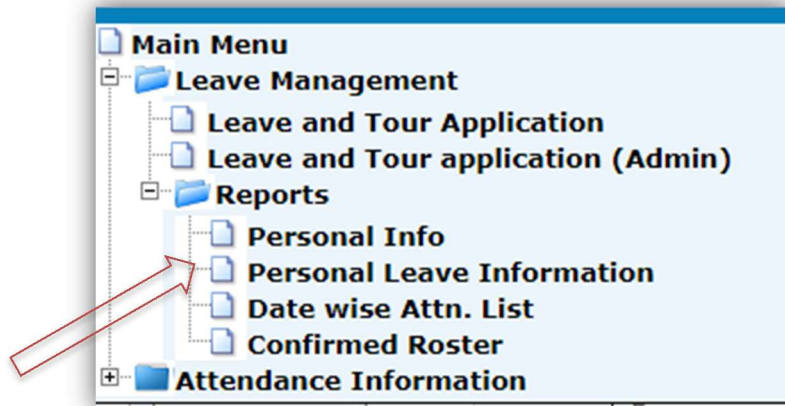 Main Menu
Leave Management
Leave and Tour Application
Leave and Tour application (Admin)
Reports
Personal Info
Personal Leave Information
Date wise Attn. List
Confirmed Roster
Attendance Information